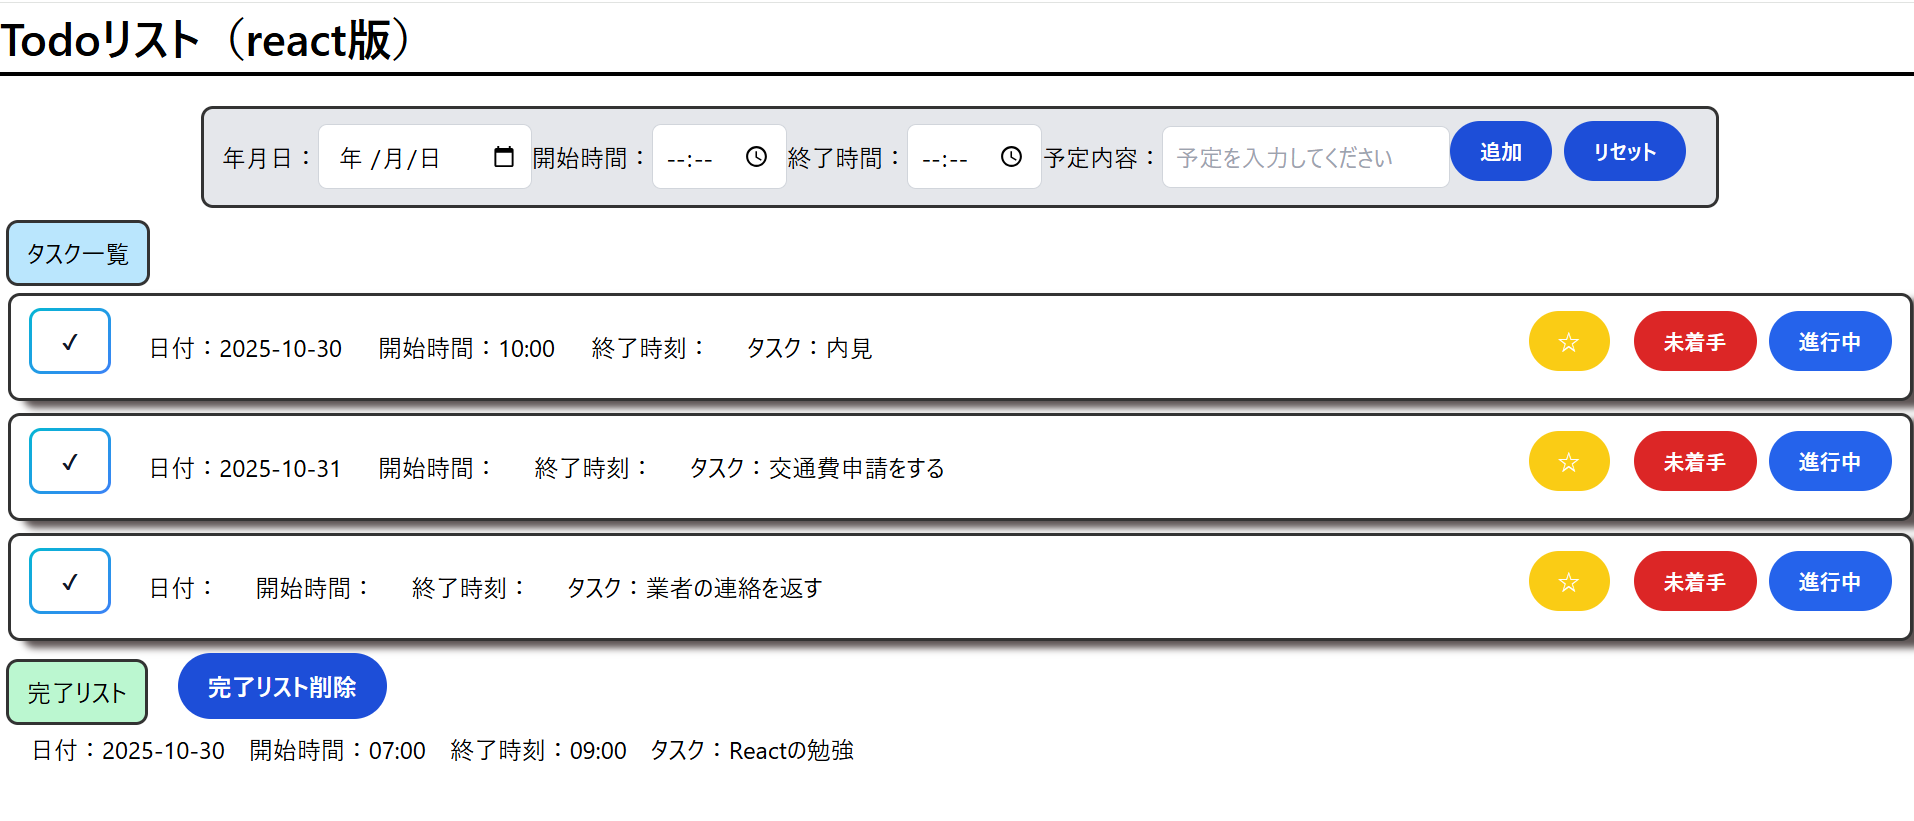 Todoリスト（react版）
年月日： 年 /月/日 開始時間： --:-- 終了時間： --:-- 予定内容： 予定を入力してください 追加 リセット
タスク一覧
✓ 日付：2025-10-30 開始時間：10:00 終了時刻： タスク：内見 ☆ 未着手 進行中
✓ 日付：2025-10-31 開始時間： 終了時刻： タスク：交通費申請をする ☆ 未着手 進行中
✓ 日付： 開始時間： 終了時刻： タスク：業者の連絡を返す ☆ 未着手 進行中
完了リスト 完了リスト削除
日付：2025-10-30 開始時間：07:00 終了時刻：09:00 タスク：Reactの勉強